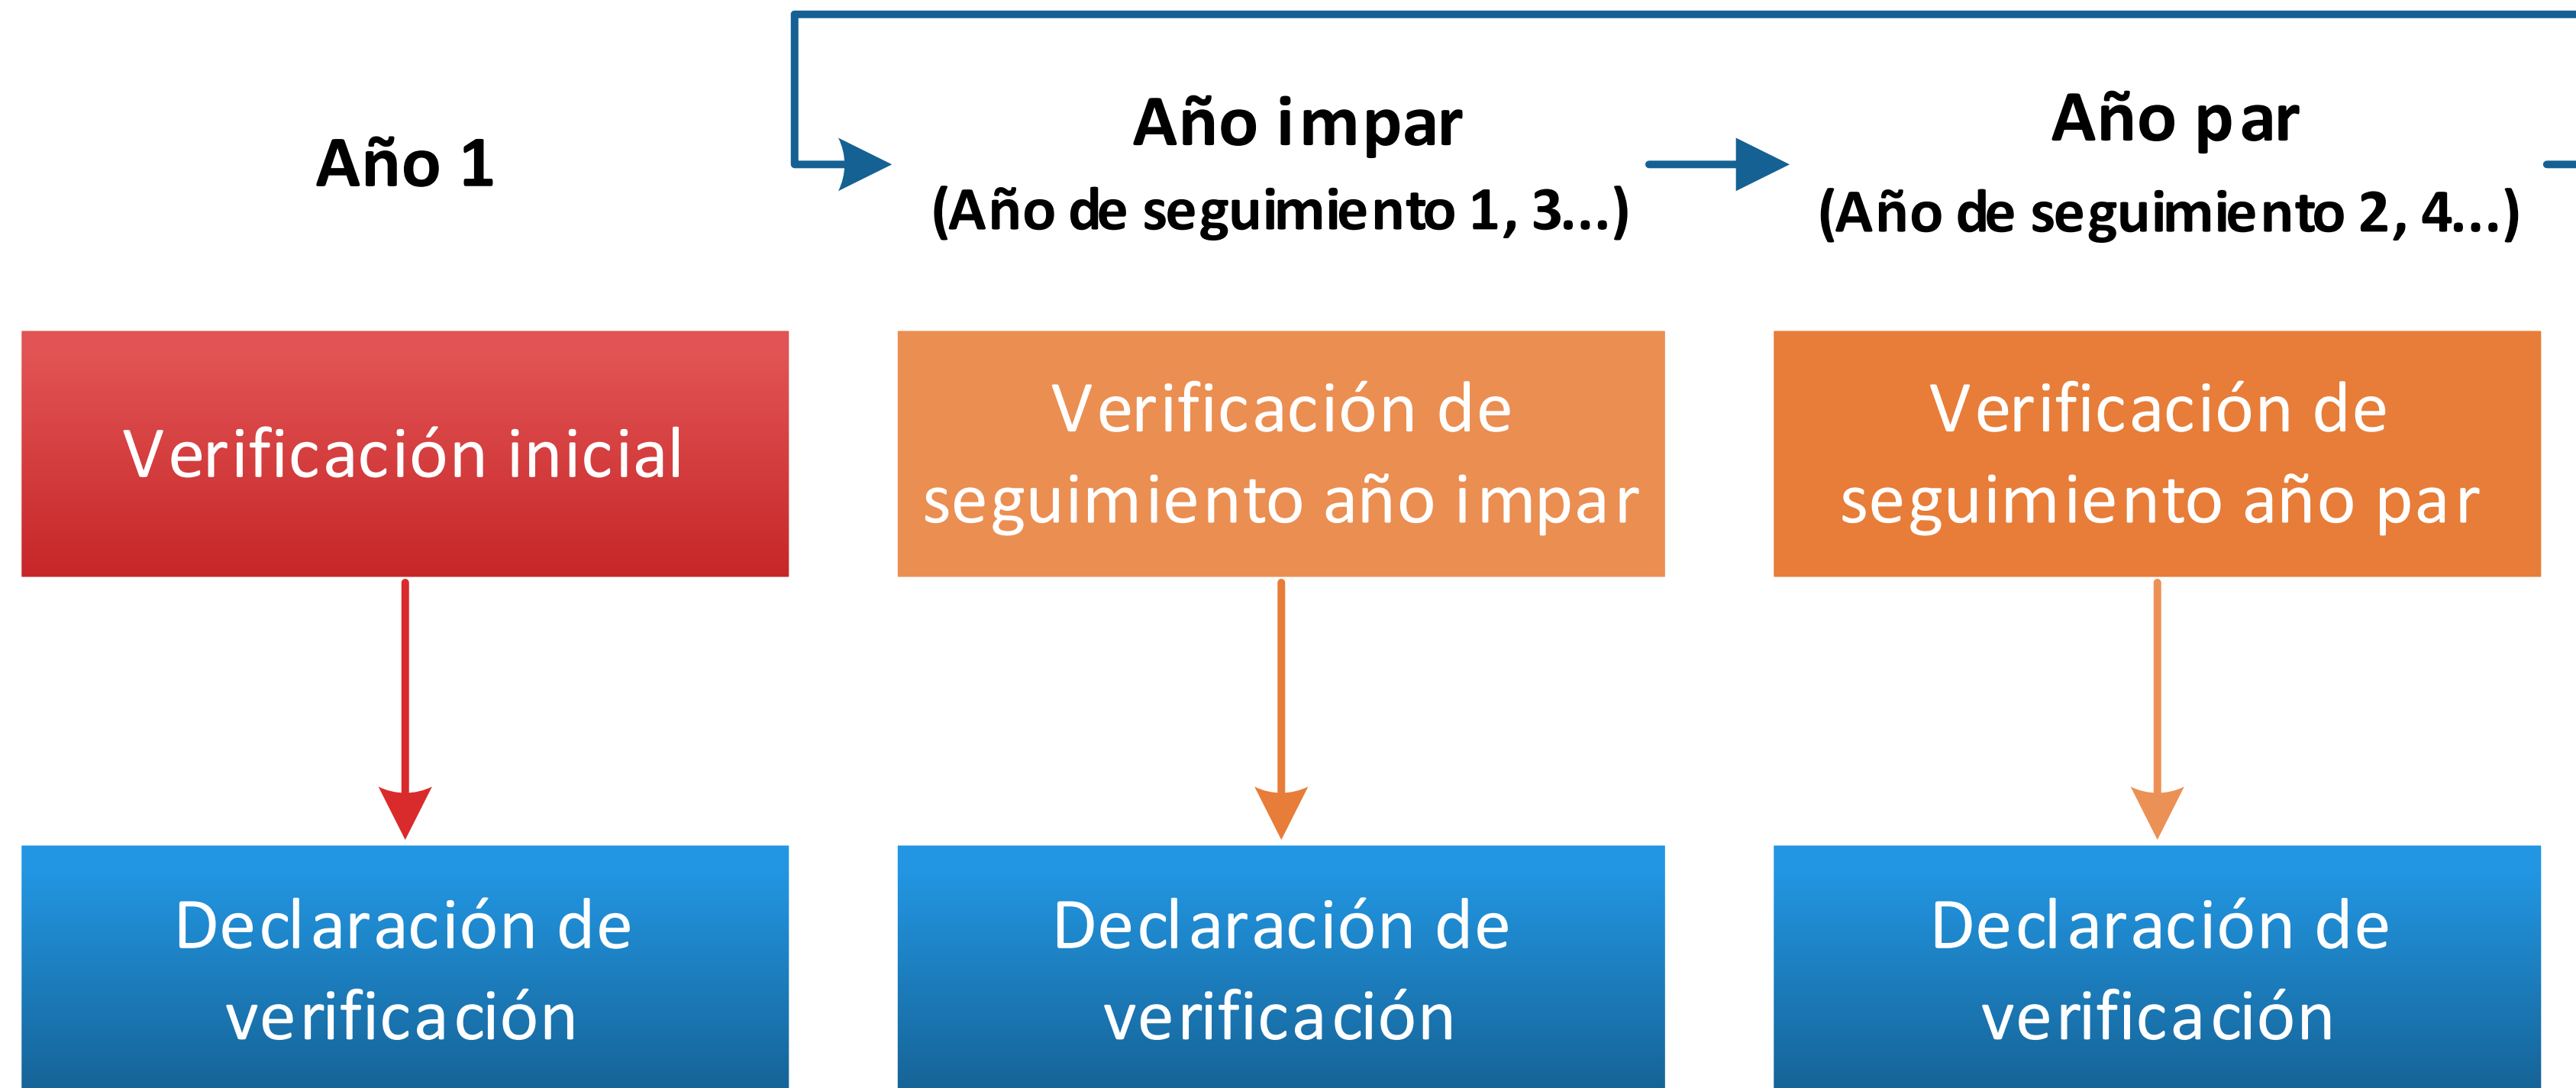 Año 1
Año impar
(Año de seguimiento 1, 3...)
Año par
(Año de seguimiento 2, 4...)
Verificación inicial
Verificación de
seguimiento año impar
Verificación de
seguimiento año par
Declaración de
verificación
Declaración de
verificación
Declaración de
verificación